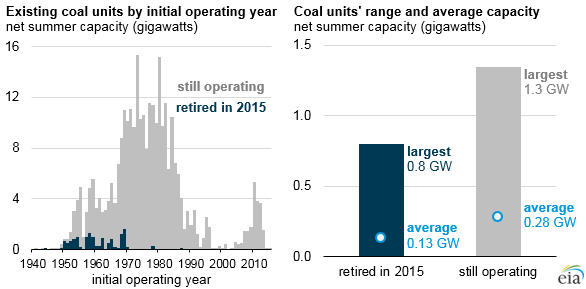 Existing coal units by initial operating year
net summer capacity (gigawatts)
16
12
8
4
0
still operating
retired in 2015
1940 1950 1960 1970 1980 1990 2000 2010
initial operating year
Coal units' range and average capacity
net summer capacity (gigawatts)
1.5
1.0
0.5
0.0
largest
1.3 GW
largest
0.8 GW
average
0.13 GW
average
0.28 GW
retired in 2015
still operating
eia